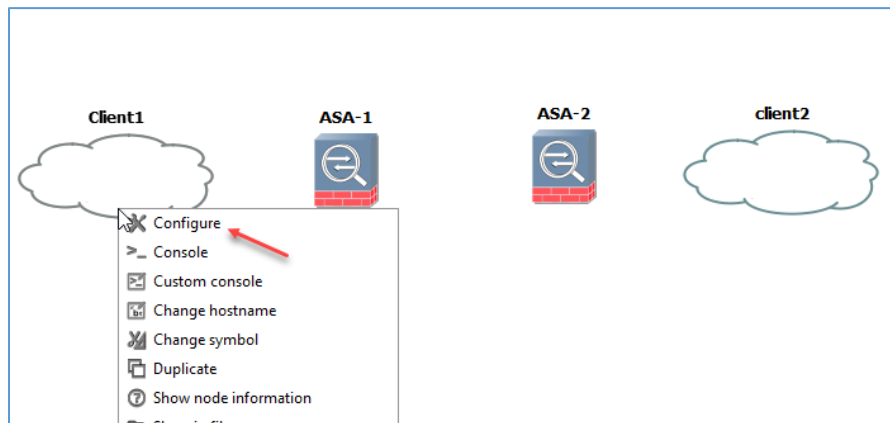 Client1
ASA-1
ASA-2
client2
Configure
Console
Custom console
Change hostname
Change symbol
Duplicate
Show node information